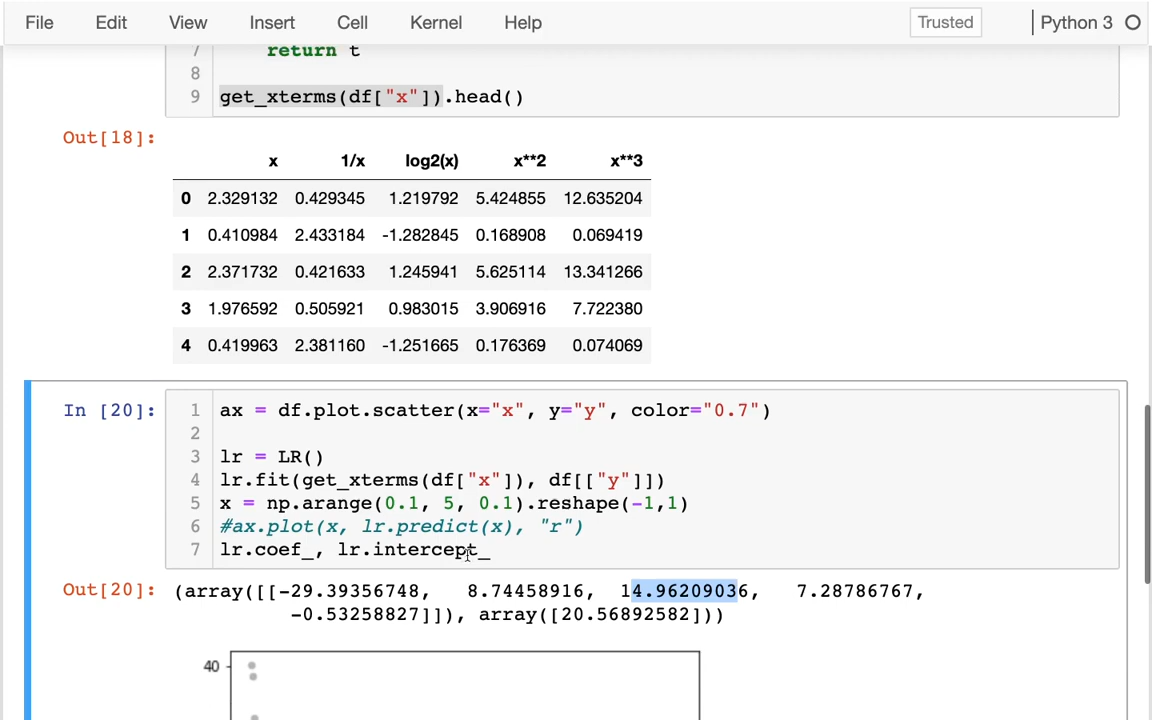 File Edit View Insert Cell Kernel Help Trusted Python 3
7 return t
8
9 get_xterms(df["x"]).head()
Out[18]:
x 1/x log2(x) x**2 x**3
0 2.329132 0.429345 1.219792 5.424855 12.635204
1 0.410984 2.433184 -1.282845 0.168908 0.069419
2 2.371732 0.421633 1.245941 5.625114 13.341266
3 1.976592 0.505921 0.983015 3.906916 7.722380
4 0.419963 2.381160 -1.251665 0.176369 0.074069
In [20]: 1 ax = df.plot.scatter(x="x", y="y", color="0.7")
2
3 lr = LR()
4 lr.fit(get_xterms(df["x"]), df[["y"]])
5 x = np.arange(0.1, 5, 0.1).reshape(-1,1)
6 #ax.plot(x, lr.predict(x), "r")
7 lr.coef_, lr.intercept_
Out[20]: (array([[-29.39356748, 8.74458916, 14.96209036, 7.28786767,
-0.53258827]]), array([20.56892582]))
40